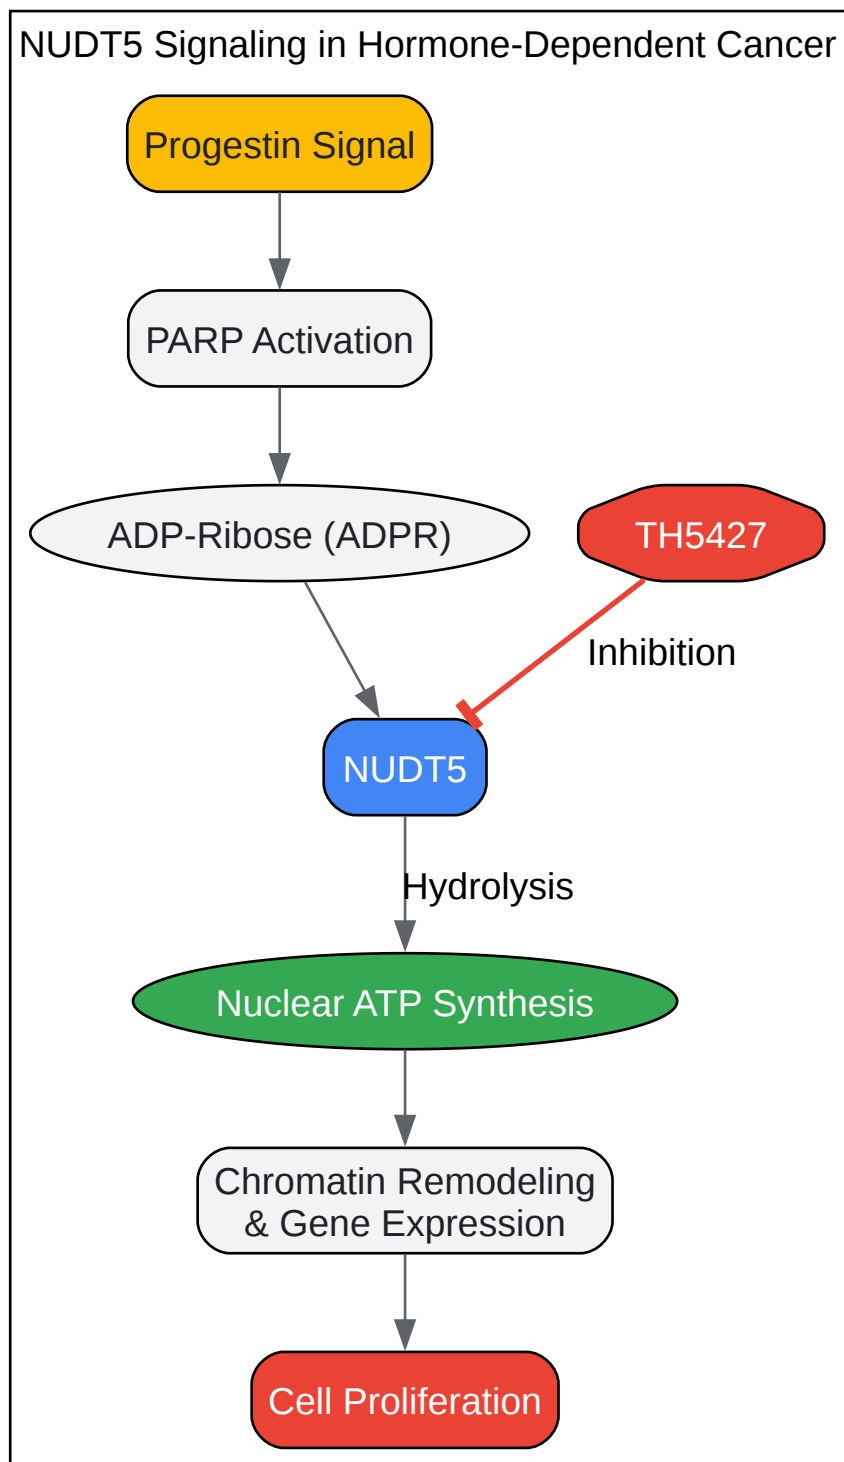 NUDT5 Signaling in Hormone-Dependent Cancer
Progestin Signal
PARP Activation
ADP-Ribose (ADPR)
TH5427
Inhibition
NUDT5
Hydrolysis
Nuclear ATP Synthesis
Chromatin Remodeling
& Gene Expression
Cell Proliferation